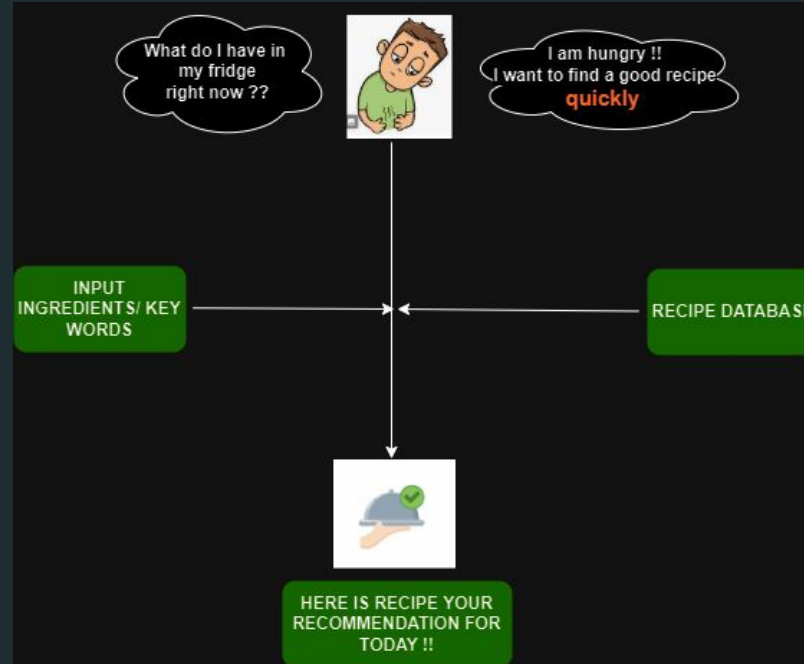 What do I have in
my fridge
right now ??
I am hungry !!
I want to find a good recipe
quickly
INPUT
INGREDIENTS/ KEY
WORDS
RECIPE DATABAS
HERE IS RECIPE YOUR
RECOMMENDATION FOR
TODAY !!